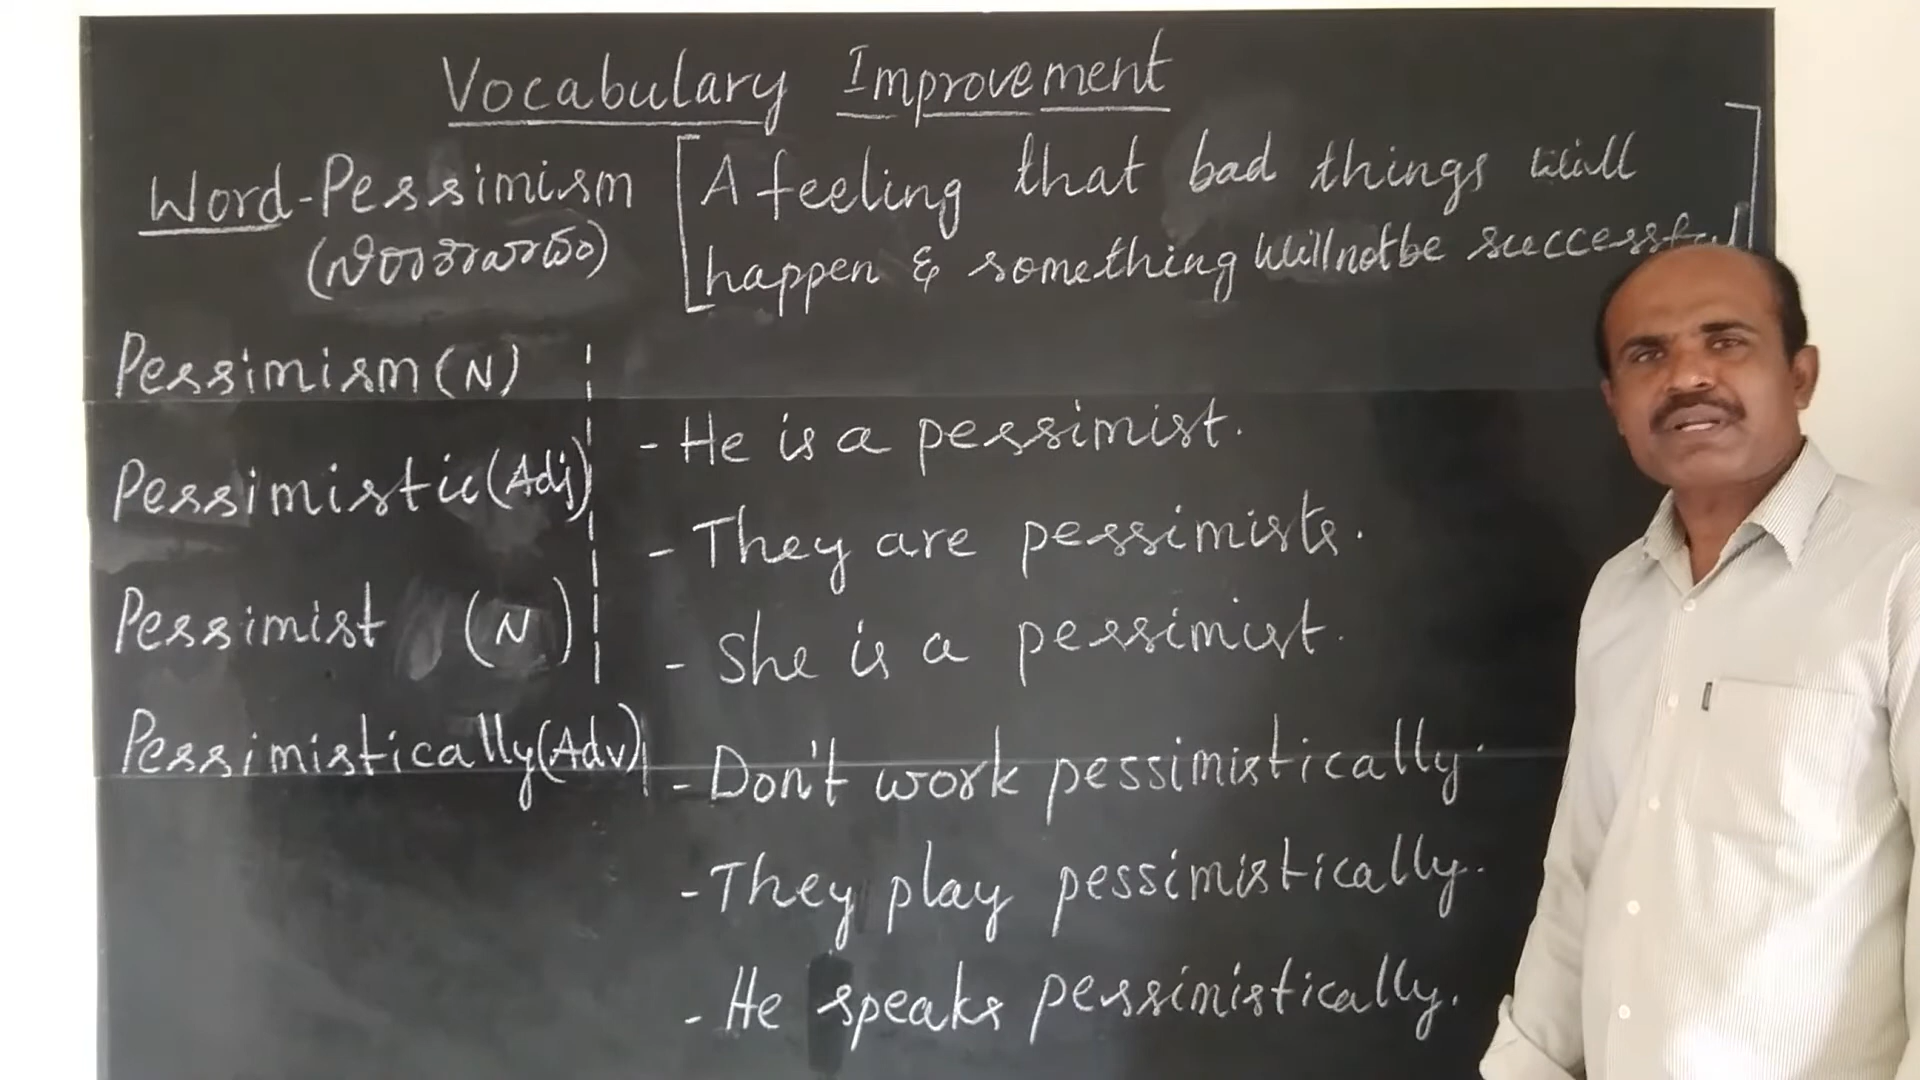 Vocabulary Improvement
Word-Pessimism [A feeling that bad things will
(నిరాశావాదం) happen & something will not be successful]
Pessimism (N)
- He is a pessimist.
Pessimistic (Adj)
- They are pessimists.
Pessimist (N)
- She is a pessimist.
Pessimistically (Adv)
- Don't work pessimistically.
- They play pessimistically.
- He speaks pessimistically.